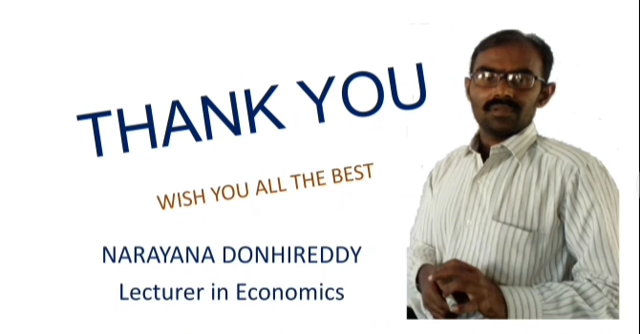 THANK YOU
WISH YOU ALL THE BEST
NARAYANA DONHIREDDY
Lecturer in Economics